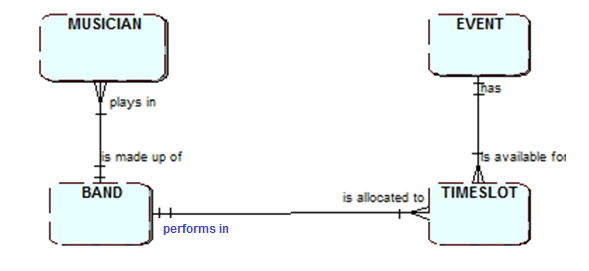 MUSICIAN
EVENT
has
plays in
is made up of
Is available for
BAND
is allocated to
TIMESLOT
performs in